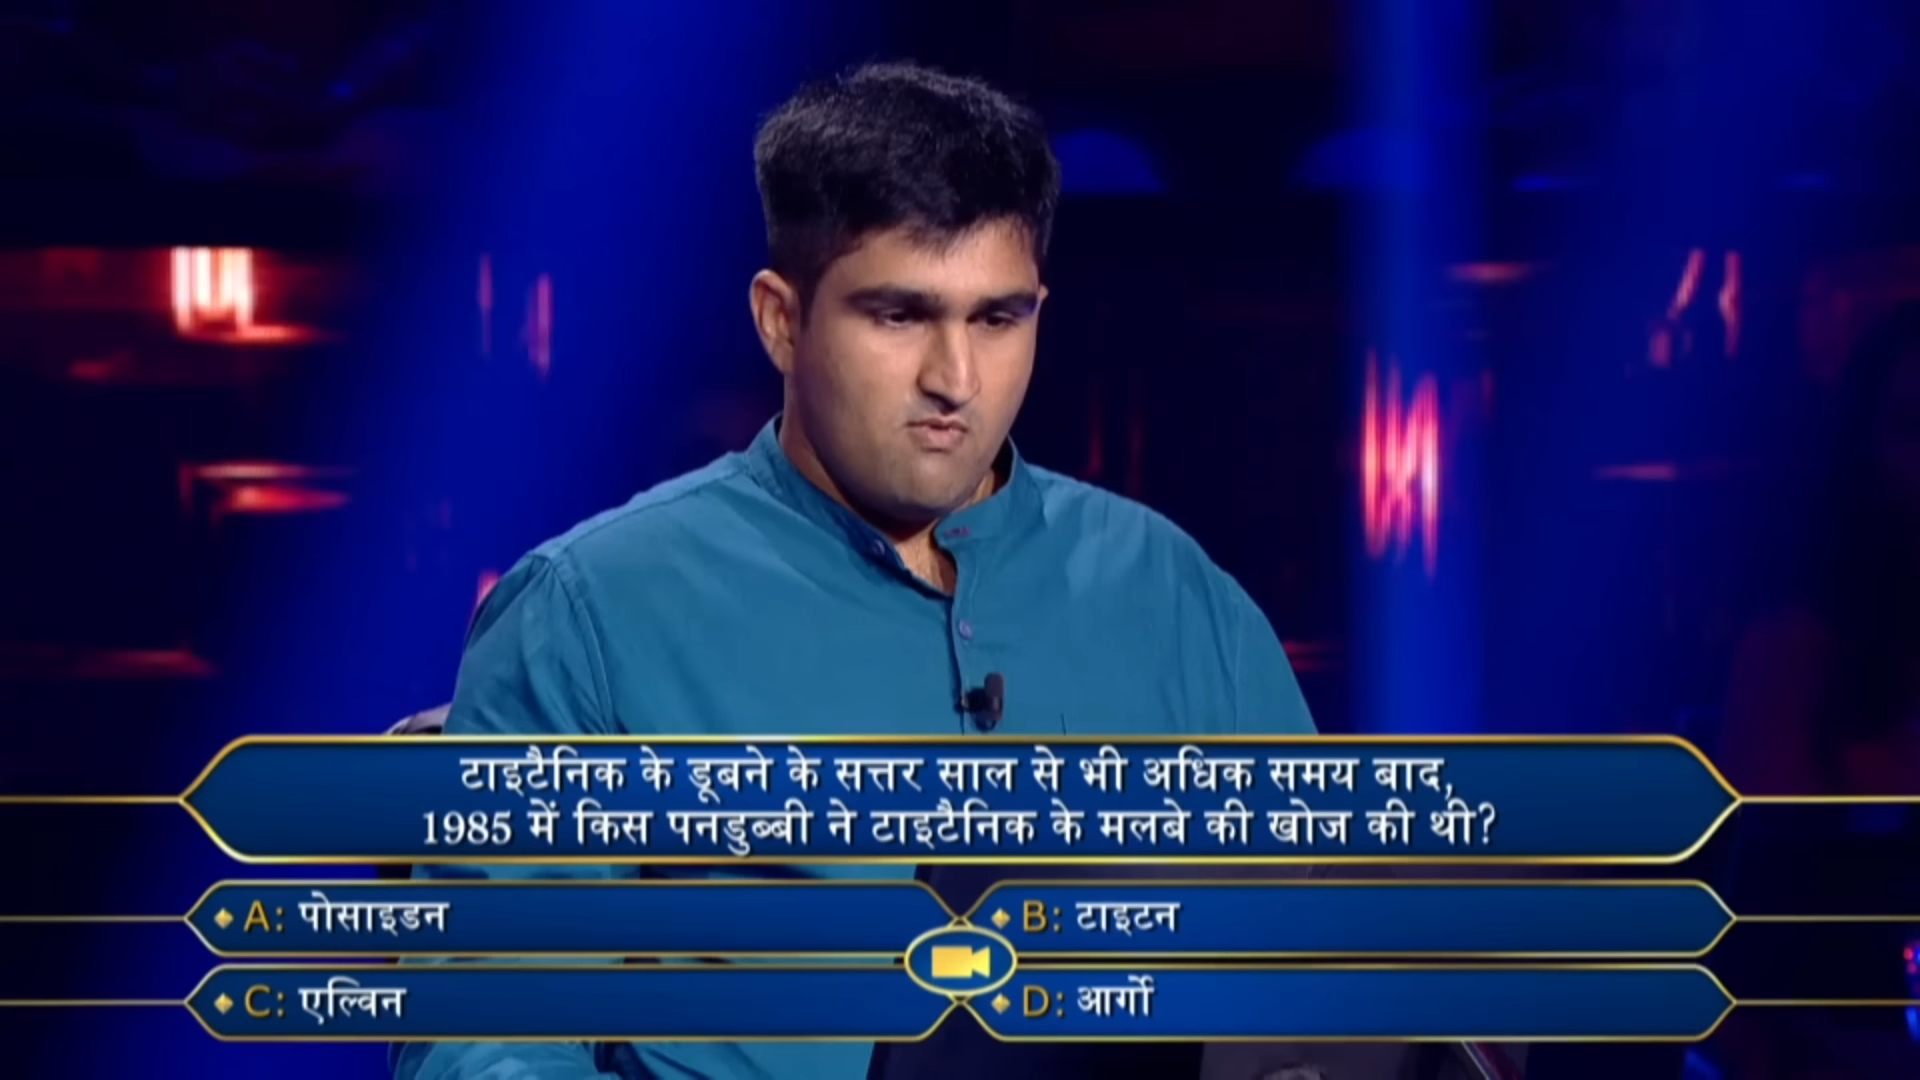 टाइटैनिक के डूबने के सत्तर साल से भी अधिक समय बाद,
1985 में किस पनडुब्बी ने टाइटैनिक के मलबे की खोज की थी?
A: पोसाइडन
B: टाइटन
C: एल्विन
D: आर्गो